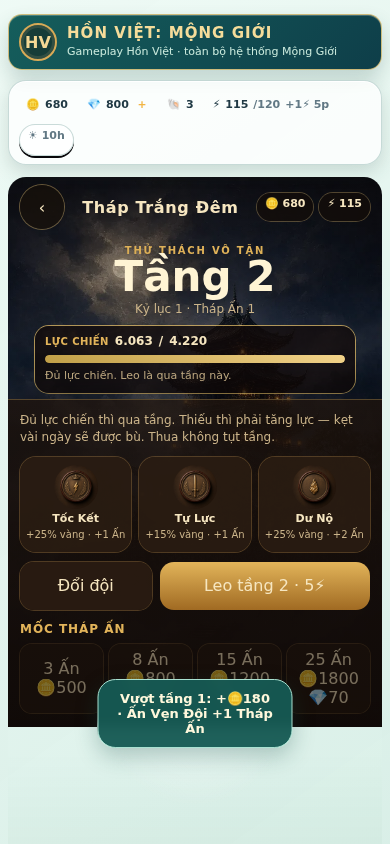 HV
HỒN VIỆT: MỘNG GIỚI
Gameplay Hồn Việt · toàn bộ hệ thống Mộng Giới
🪙 680 💎 800 + 🐚 3 ⚡ 115 /120 +1⚡ 5p
☀ 10h
‹ Tháp Trắng Đêm 🪙 680 ⚡ 115
THỬ THÁCH VÔ TẬN
Tầng 2
Kỷ lục 1 · Tháp Ấn 1
LỰC CHIẾN 6.063 / 4.220
Đủ lực chiến. Leo là qua tầng này.
Đủ lực chiến thì qua tầng. Thiếu thì phải tăng lực — kẹt
vài ngày sẽ được bù. Thua không tụt tầng.
Tốc Kết
+25% vàng · +1 Ấn
Tự Lực
+15% vàng · +1 Ấn
Dư Nộ
+25% vàng · +2 Ấn
Đổi đội
Leo tầng 2 · 5⚡
MỐC THÁP ẤN
3 Ấn
🪙500
8 Ấn
🪙800
15 Ấn
🪙1200
25 Ấn
🪙1800
💎70
Vượt tầng 1: +🪙180
· Ấn Vẹn Đội +1 Tháp
Ấn